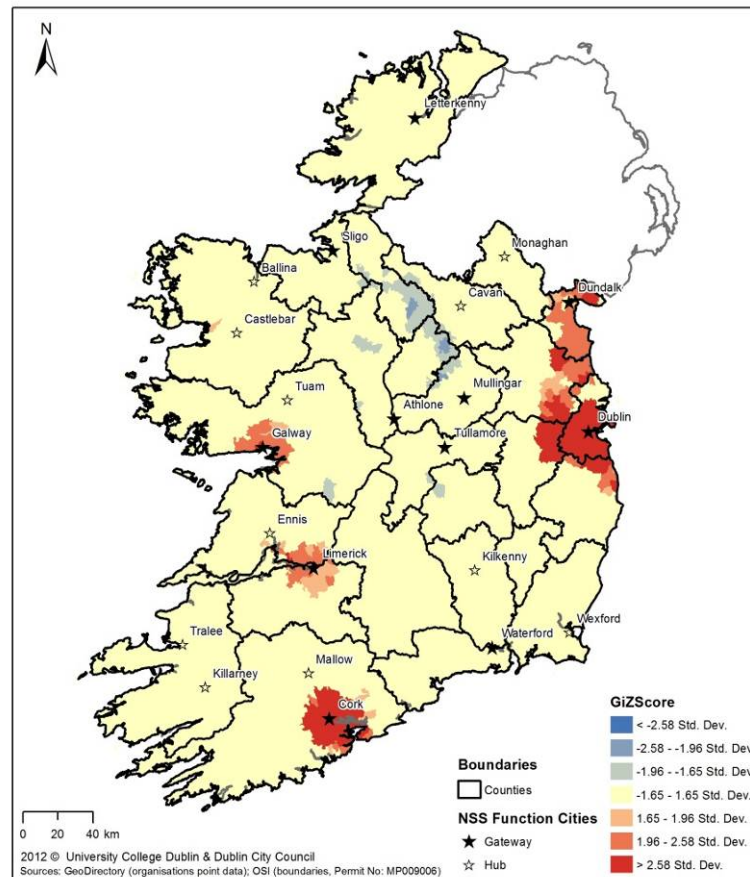 N
Letterkenny
Sligo
Monaghan
Ballina
Cavan
Dundalk
Castlebar
Tuam
Mullingar
Athlone
Dublin
Galway
Tullamore
Ennis
Limerick
Kilkenny
Wexford
Tralee
Waterford
Killarney
Mallow
Cork
GiZScore
< -2.58 Std. Dev.
-2.58 - -1.96 Std. Dev.
-1.96 - -1.65 Std. Dev.
-1.65 - 1.65 Std. Dev.
1.65 - 1.96 Std. Dev.
1.96 - 2.58 Std. Dev.
> 2.58 Std. Dev.
Boundaries
Counties
NSS Function Cities
Gateway
Hub
0 20 40 km
2012 © University College Dublin & Dublin City Council
Sources: GeoDirectory (organisations point data); OSI (boundaries, Permit No: MP009006)